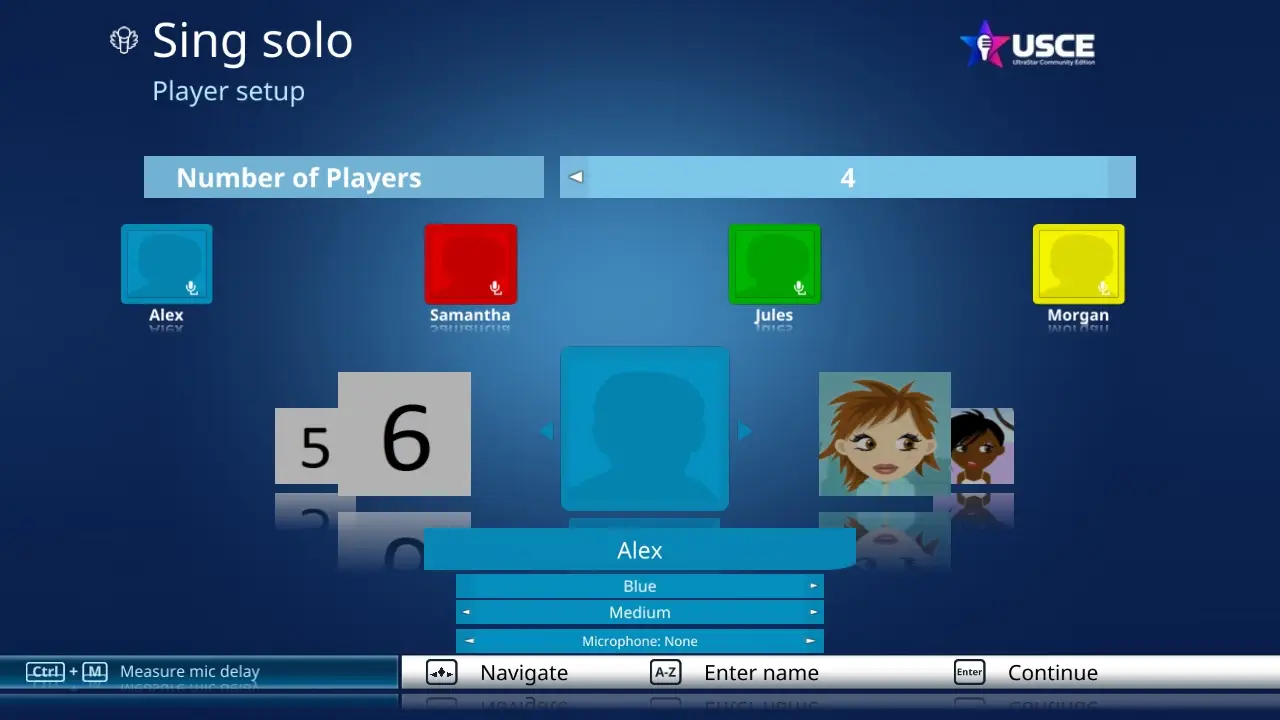 Sing solo
USCE
UltraStar Community Edition
Player setup
Number of Players
4
Alex
Samantha
Jules
Morgan
5
6
Alex
Blue
Medium
Microphone: None
Ctrl + M Measure mic delay
Navigate
A-Z Enter name
Enter Continue